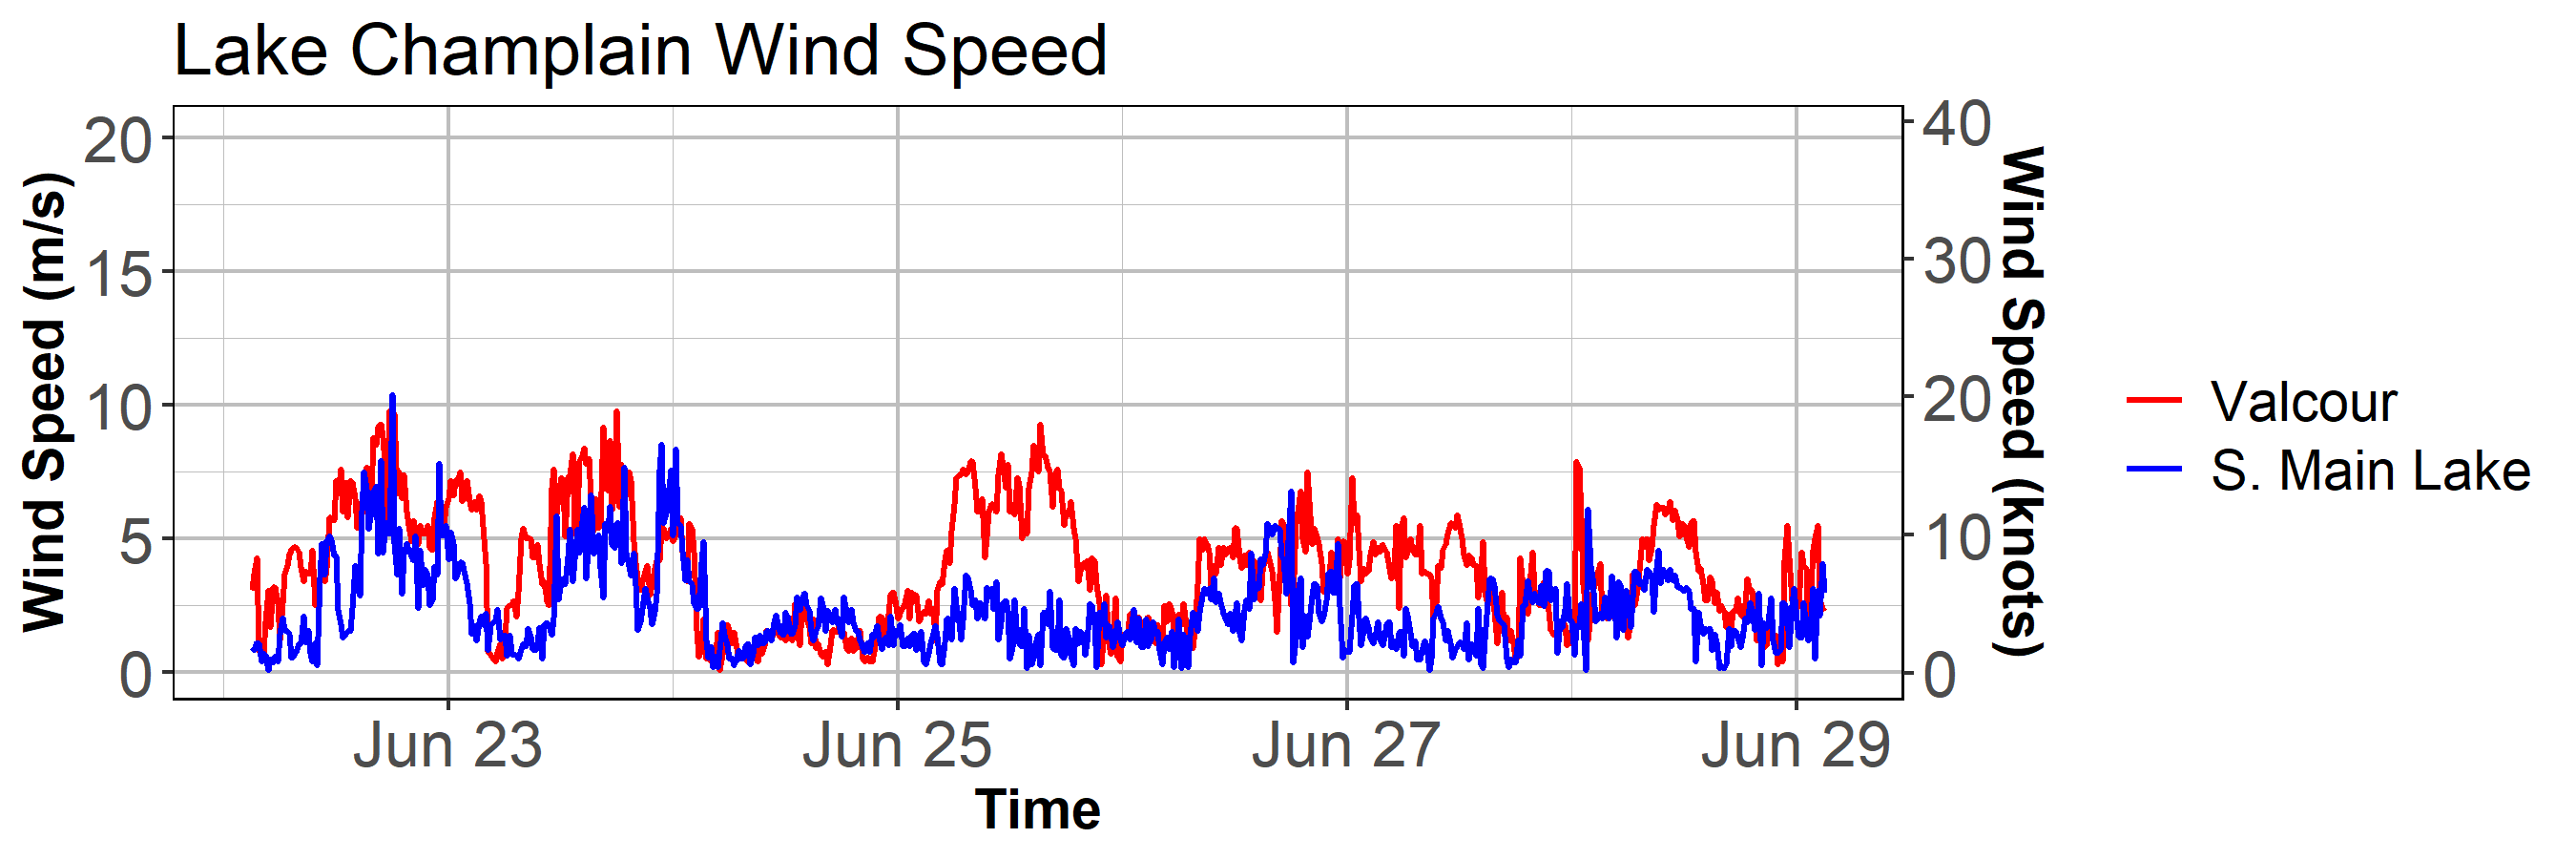 Lake Champlain Wind Speed
Wind Speed (m/s)
20
15
10
5
0
40
30
20
10
0
Wind Speed (knots)
Valcour
S. Main Lake
Jun 23 Jun 25 Jun 27 Jun 29
Time